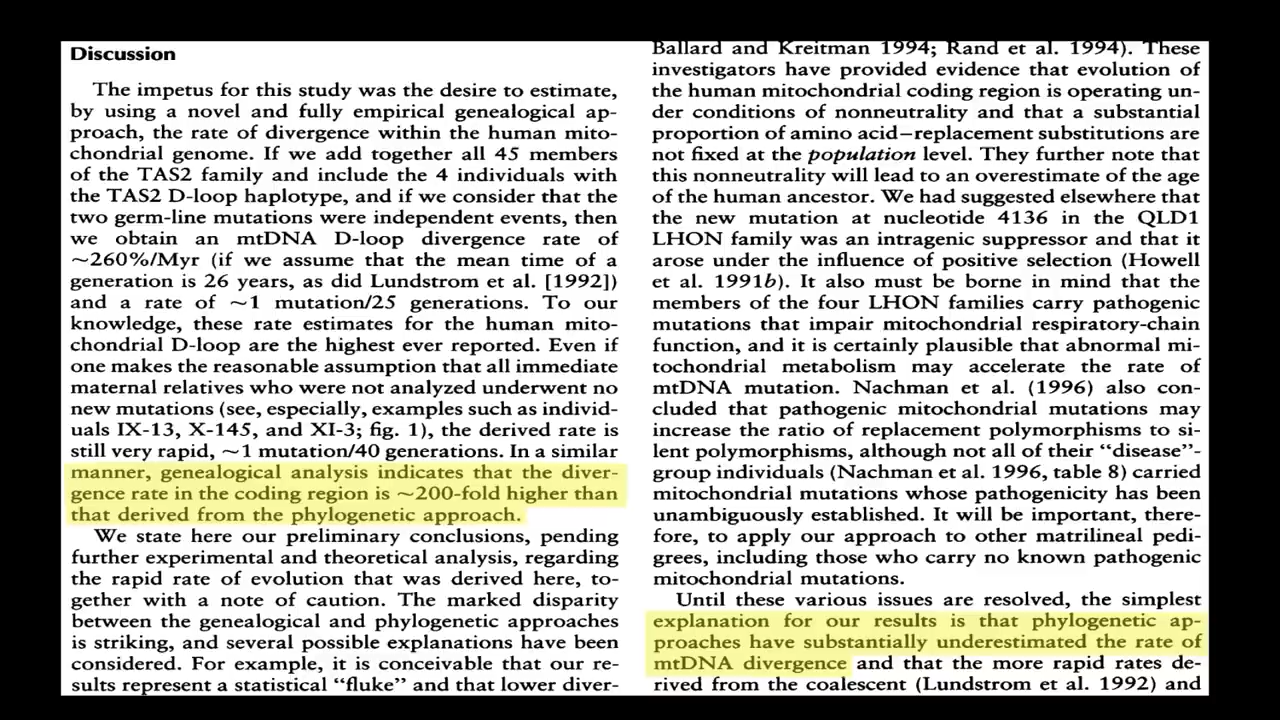 Discussion
The impetus for this study was the desire to estimate,
by using a novel and fully empirical genealogical ap-
proach, the rate of divergence within the human mito-
chondrial genome. If we add together all 45 members
of the TAS2 family and include the 4 individuals with
the TAS2 D-loop haplotype, and if we consider that the
two germ-line mutations were independent events, then
we obtain an mtDNA D-loop divergence rate of
~260%/Myr (if we assume that the mean time of a
generation is 26 years, as did Lundstrom et al. [1992])
and a rate of ~1 mutation/25 generations. To our
knowledge, these rate estimates for the human mito-
chondrial D-loop are the highest ever reported. Even if
one makes the reasonable assumption that all immediate
maternal relatives who were not analyzed underwent no
new mutations (see, especially, examples such as individ-
uals IX-13, X-145, and XI-3; fig. 1), the derived rate is
still very rapid, ~1 mutation/40 generations. In a similar
manner, genealogical analysis indicates that the diver-
gence rate in the coding region is ~200-fold higher than
that derived from the phylogenetic approach.
We state here our preliminary conclusions, pending
further experimental and theoretical analysis, regarding
the rapid rate of evolution that was derived here, to-
gether with a note of caution. The marked disparity
between the genealogical and phylogenetic approaches
is striking, and several possible explanations have been
considered. For example, it is conceivable that our re-
sults represent a statistical “fluke” and that lower diver-
Ballard and Kreitman 1994; Rand et al. 1994). These
investigators have provided evidence that evolution of
the human mitochondrial coding region is operating un-
der conditions of nonneutrality and that a substantial
proportion of amino acid–replacement substitutions are
not fixed at the population level. They further note that
this nonneutrality will lead to an overestimate of the age
of the human ancestor. We had suggested elsewhere that
the new mutation at nucleotide 4136 in the QLD1
LHON family was an intragenic suppressor and that it
arose under the influence of positive selection (Howell
et al. 1991b). It also must be borne in mind that the
members of the four LHON families carry pathogenic
mutations that impair mitochondrial respiratory-chain
function, and it is certainly plausible that abnormal mi-
tochondrial metabolism may accelerate the rate of
mtDNA mutation. Nachman et al. (1996) also con-
cluded that pathogenic mitochondrial mutations may
increase the ratio of replacement polymorphisms to si-
lent polymorphisms, although not all of their “disease”-
group individuals (Nachman et al. 1996, table 8) carried
mitochondrial mutations whose pathogenicity has been
unambiguously established. It will be important, there-
fore, to apply our approach to other matrilineal pedi-
grees, including those who carry no known pathogenic
mitochondrial mutations.
Until these various issues are resolved, the simplest
explanation for our results is that phylogenetic ap-
proaches have substantially underestimated the rate of
mtDNA divergence and that the more rapid rates de-
rived from the coalescent (Lundstrom et al. 1992) and